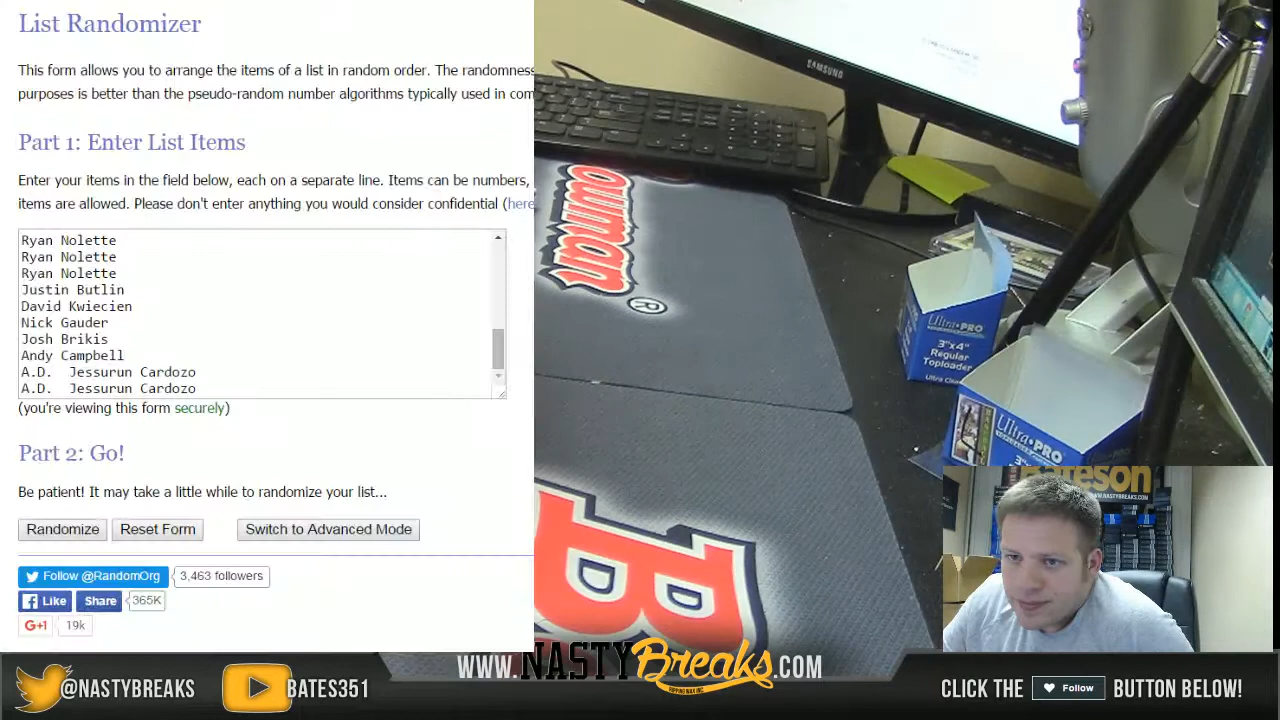 List Randomizer
This form allows you to arrange the items of a list in random order. The randomness
purposes is better than the pseudo-random number algorithms typically used in com
Part 1: Enter List Items
Enter your items in the field below, each on a separate line. Items can be numbers,
items are allowed. Please don't enter anything you would consider confidential (here
Ryan Nolette
Ryan Nolette
Ryan Nolette
Justin Butlin
David Kwiecien
Nick Gauder
Josh Brikis
Andy Campbell
A.D.  Jessurun Cardozo
A.D.  Jessurun Cardozo
(you're viewing this form securely)
Part 2: Go!
Be patient! It may take a little while to randomize your list...
Randomize
Reset Form
Switch to Advanced Mode
Follow @RandomOrg
3,463 followers
Like
Share
365K
G+1
19k
SAMSUNG
®
Ultra•PRO
3"x4"
Regular
Toploader
Ultra•PRO
BATESON
WWW.NASTYBREAKS.COM
@NASTYBREAKS
BATES351
WWW.NASTYBreaks.COM
RIPPING WAX INC.
CLICK THE
Follow
BUTTON BELOW!